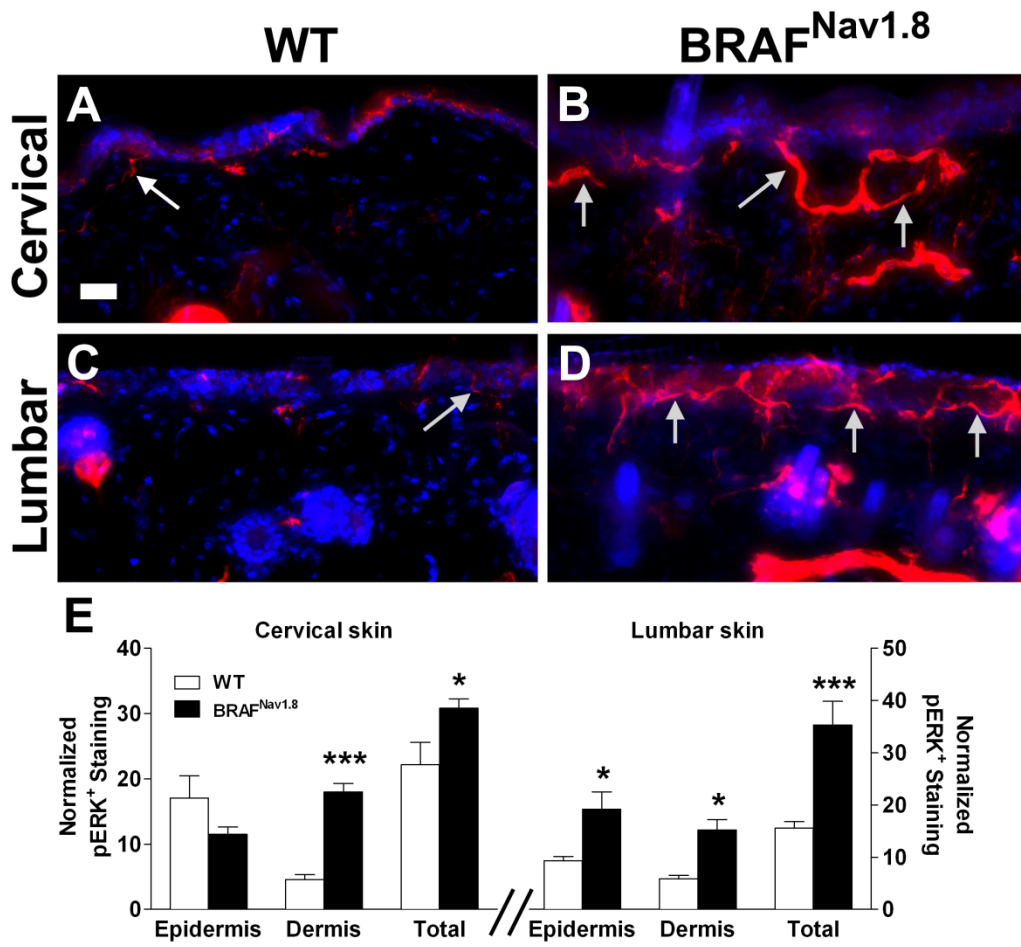 WT
BRAF^Nav1.8
Cervical
A
B
Lumbar
C
D
E
Cervical skin
Lumbar skin
Normalized
pERK+ Staining
40
30
20
10
0
WT
BRAF^Nav1.8
***
*
*
*
***
50
40
30
20
10
0
Normalized
pERK+ Staining
Epidermis Dermis Total // Epidermis Dermis Total